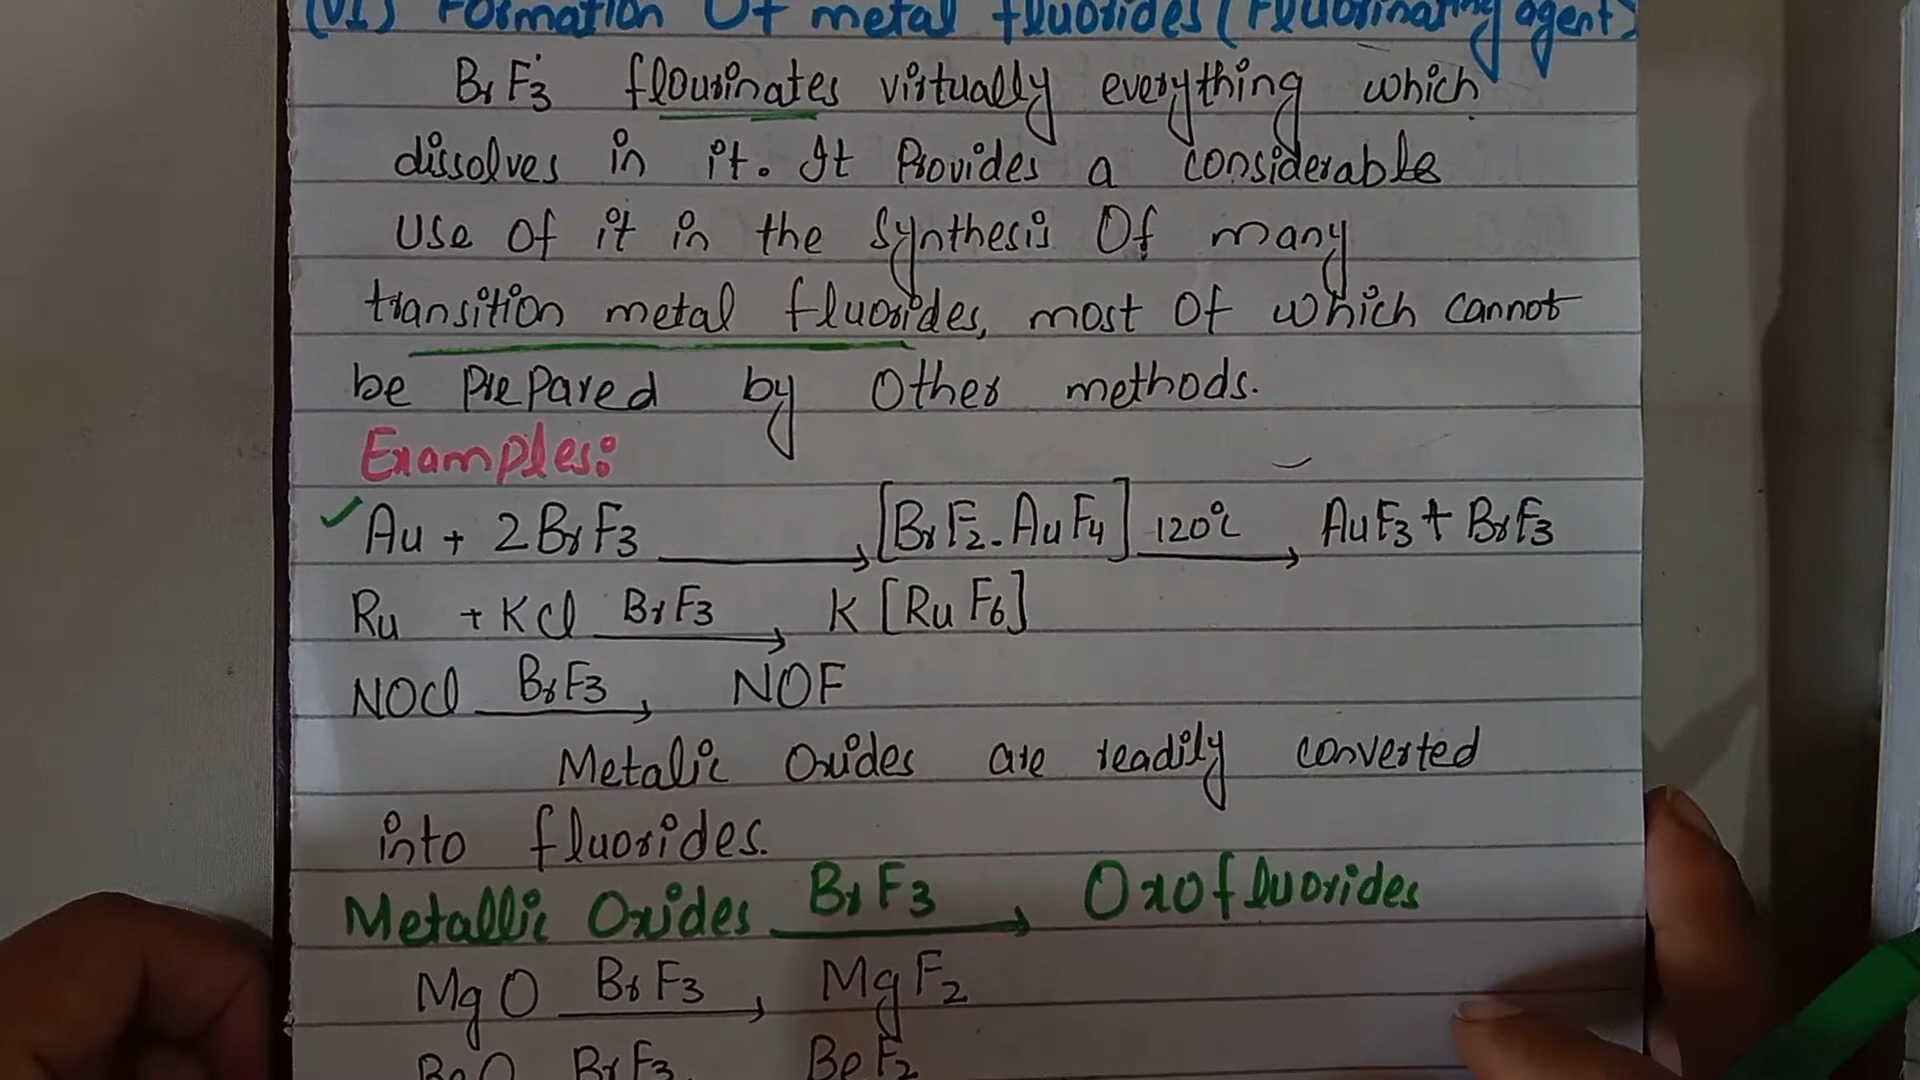 (VI) Formation Of metal fluorides (Fluorinating agent)
BrF3 flourinates virtually everything which
dissolves in it. It Provides a considerable
Use Of it in the Synthesis Of many
transition metal fluorides, most Of which cannot
be Prepared by Other methods.
Examples:
✓ Au + 2BrF3 → [BrF2.AuF4] 120°C → AuF3 + BrF3
Ru + KCl BrF3 → K[RuF6]
NOCl BrF3 → NOF
Metalic Oxides are readily converted
into fluorides.
Metallic Oxides BrF3 → Oxofluorides
MgO BrF3 → MgF2
BeO BrF3 BeF2